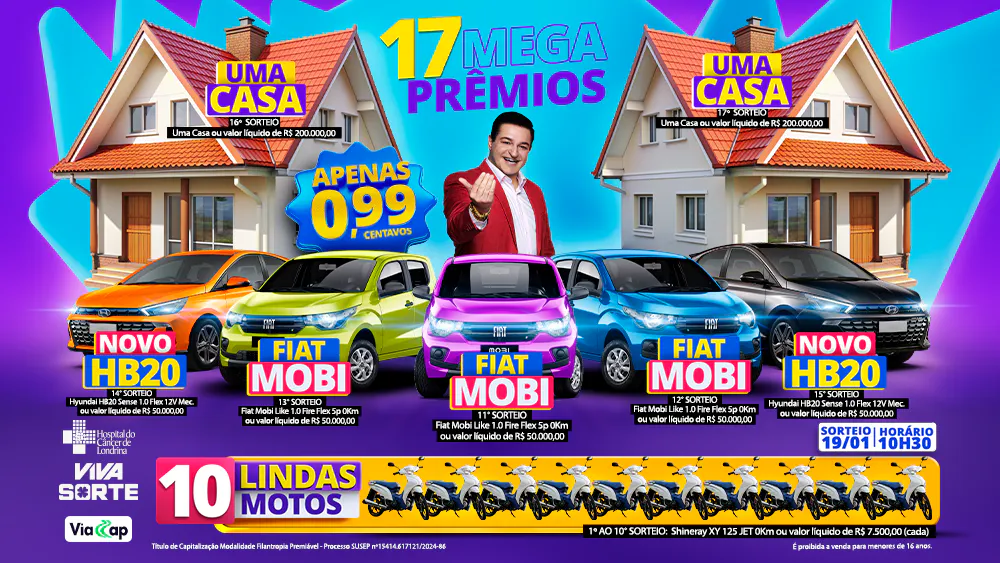 17 MEGA
PRÊMIOS
UMA
CASA
16º SORTEIO
Uma Casa ou valor líquido de R$ 200.000,00
UMA
CASA
17º SORTEIO
Uma Casa ou valor líquido de R$ 200.000,00
APENAS
0,99
CENTAVOS
NOVO
HB20
14º SORTEIO
Hyundai HB20 Sense 1.0 Flex 12V Mec.
ou valor líquido de R$ 50.000,00
FIAT
MOBI
13º SORTEIO
Fiat Mobi Like 1.0 Fire Flex 5p 0Km
ou valor líquido de R$ 50.000,00
FIAT
MOBI
FIAT
MOBI
11º SORTEIO
Fiat Mobi Like 1.0 Fire Flex 5p 0Km
ou valor líquido de R$ 50.000,00
FIAT
FIAT
MOBI
12º SORTEIO
Fiat Mobi Like 1.0 Fire Flex 5p 0Km
ou valor líquido de R$ 50.000,00
FIAT
NOVO
HB20
15º SORTEIO
Hyundai HB20 Sense 1.0 Flex 12V Mec.
ou valor líquido de R$ 50.000,00
Hospital do
Câncer de
Londrina
VIVA
SORTE
ViaCap
SORTEIO
19/01
HORÁRIO
10H30
10 LINDAS
MOTOS
1º AO 10º SORTEIO: Shineray XY 125 JET 0Km ou valor líquido de R$ 7.500,00 (cada)
Título de Capitalização Modalidade Filantropia Premiável - Processo SUSEP nº15414.617121/2024-86
É proibida a venda para menores de 16 anos.